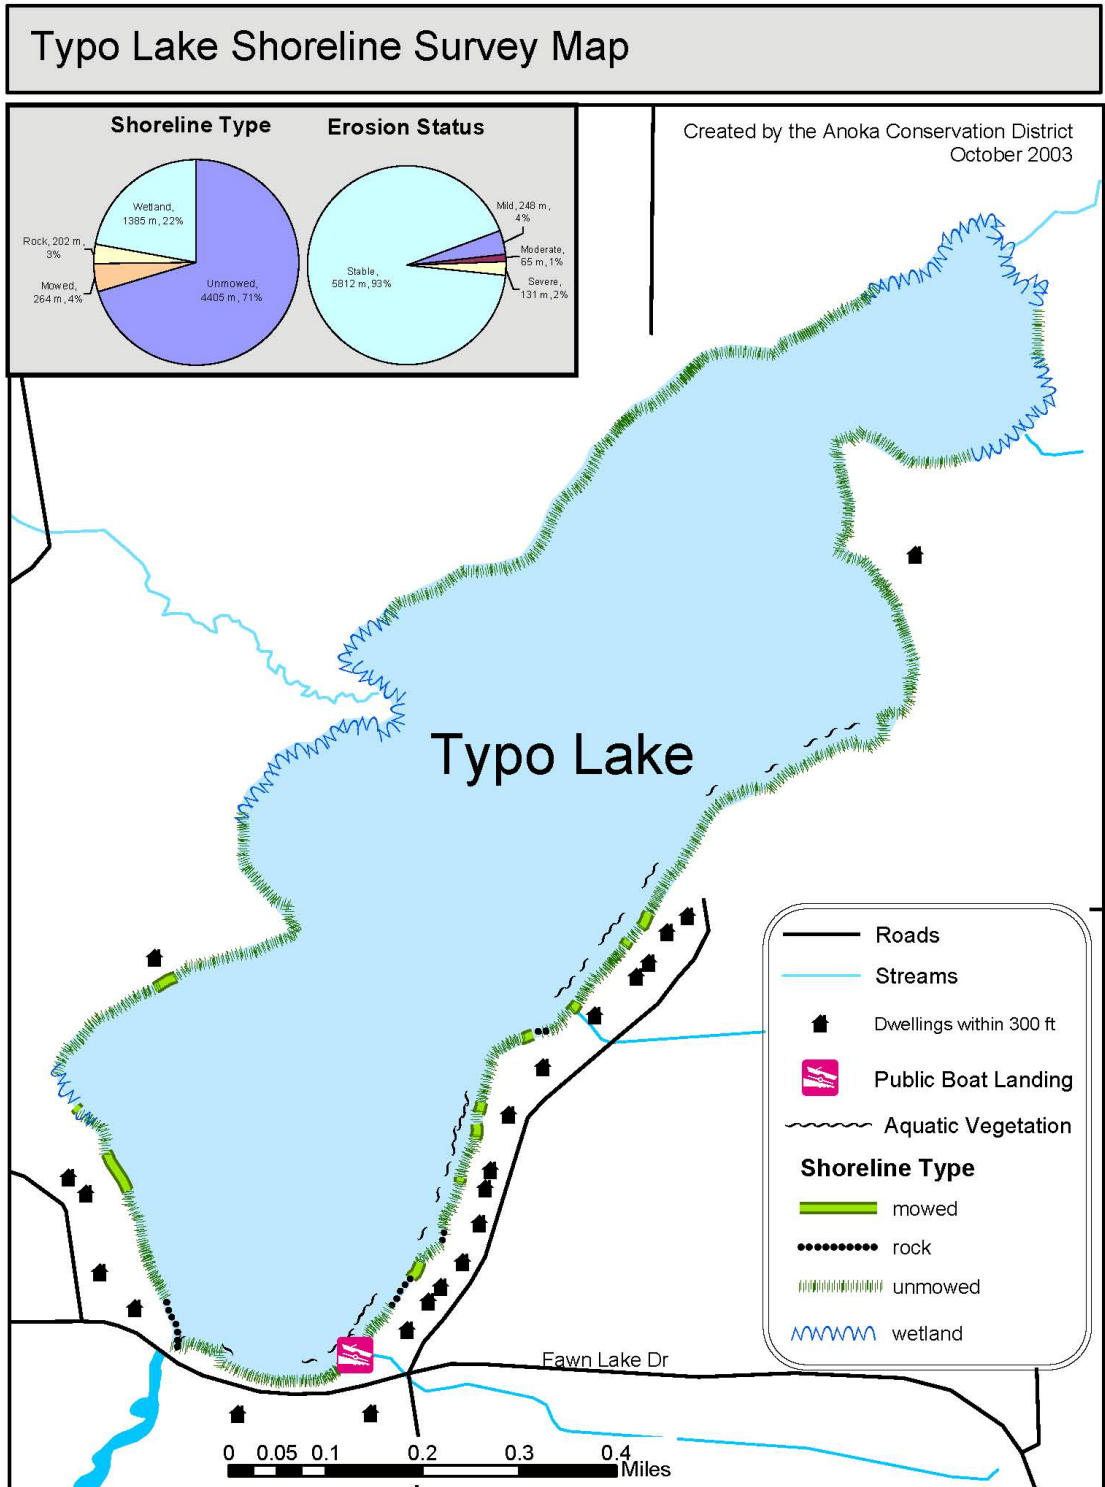 Typo Lake Shoreline Survey Map
Shoreline Type
Erosion Status
Created by the Anoka Conservation District
October 2003
Wetland,
1385 m, 22%
Rock, 202 m,
3%
Mowed,
264 m, 4%
Unmowed,
4405 m, 71%
Mild, 248 m,
4%
Moderate,
65 m, 1%
Severe,
131 m, 2%
Stable,
5812 m, 93%
Typo Lake
Roads
Streams
Dwellings within 300 ft
Public Boat Landing
Aquatic Vegetation
Shoreline Type
mowed
rock
unmowed
wetland
Fawn Lake Dr
0 0.05 0.1 0.2 0.3 0.4
Miles